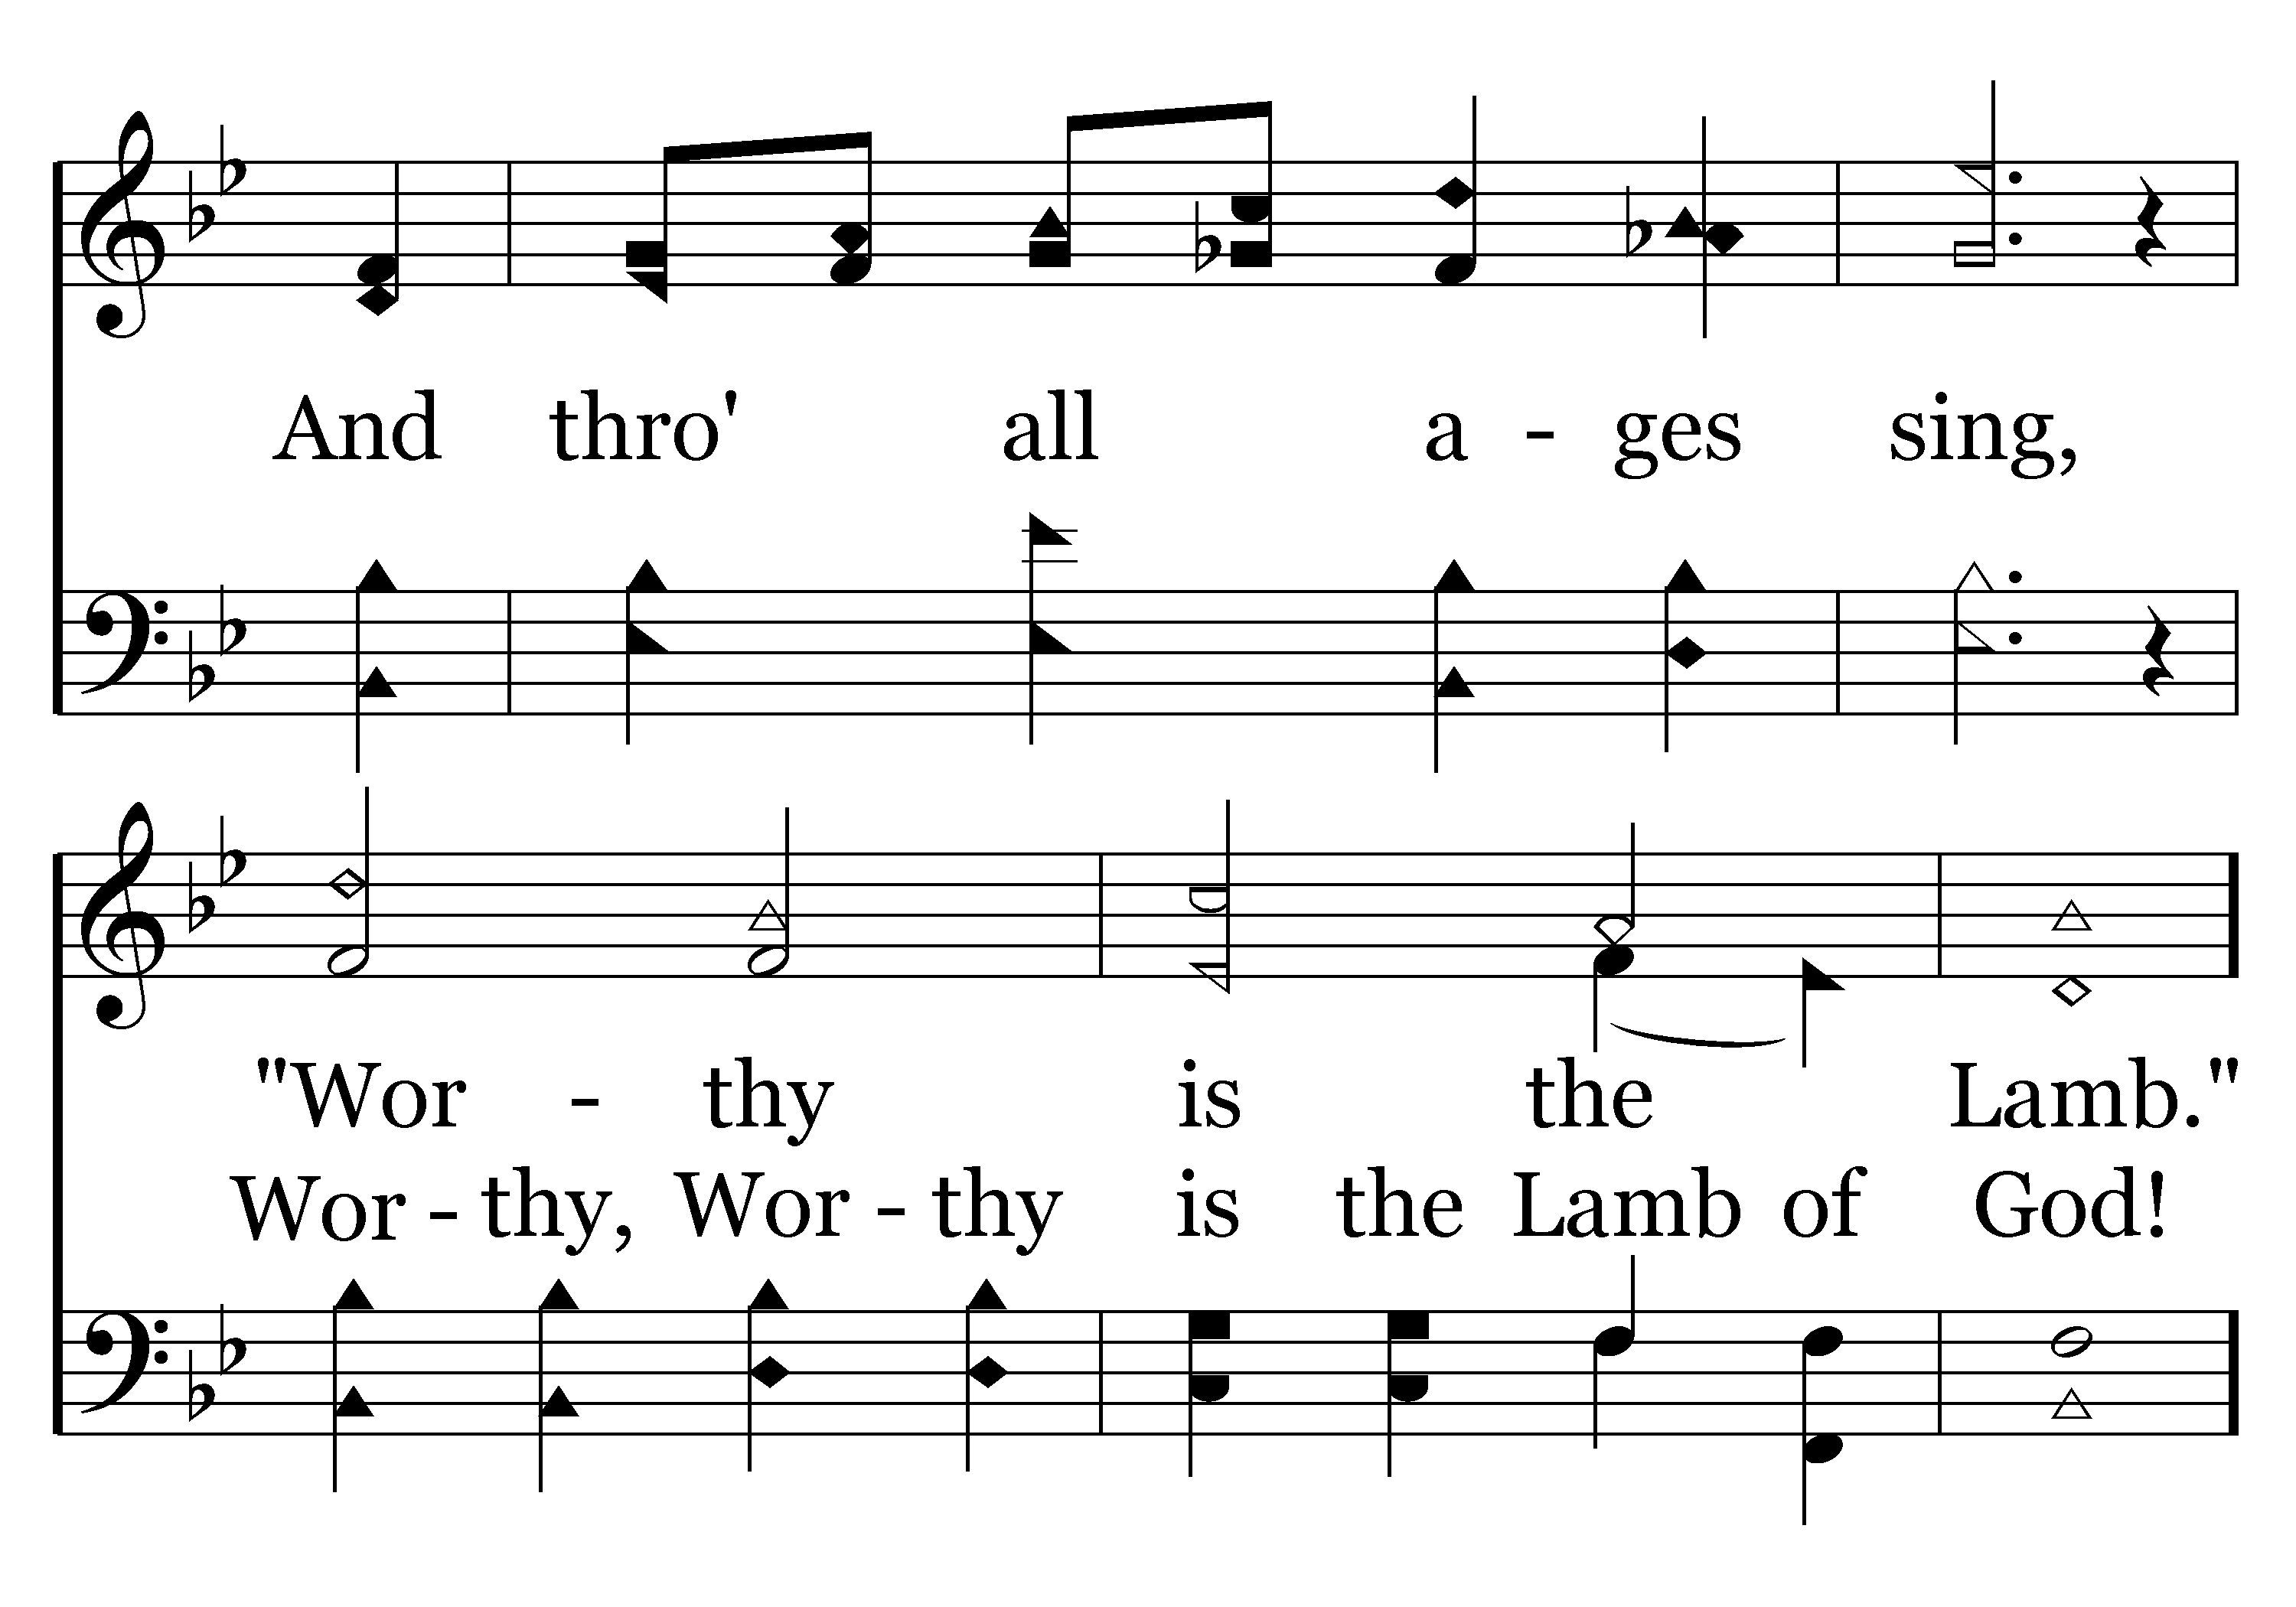 And thro' all a - ges sing,
"Wor - thy is the Lamb."
Wor - thy, Wor - thy is the Lamb of God!